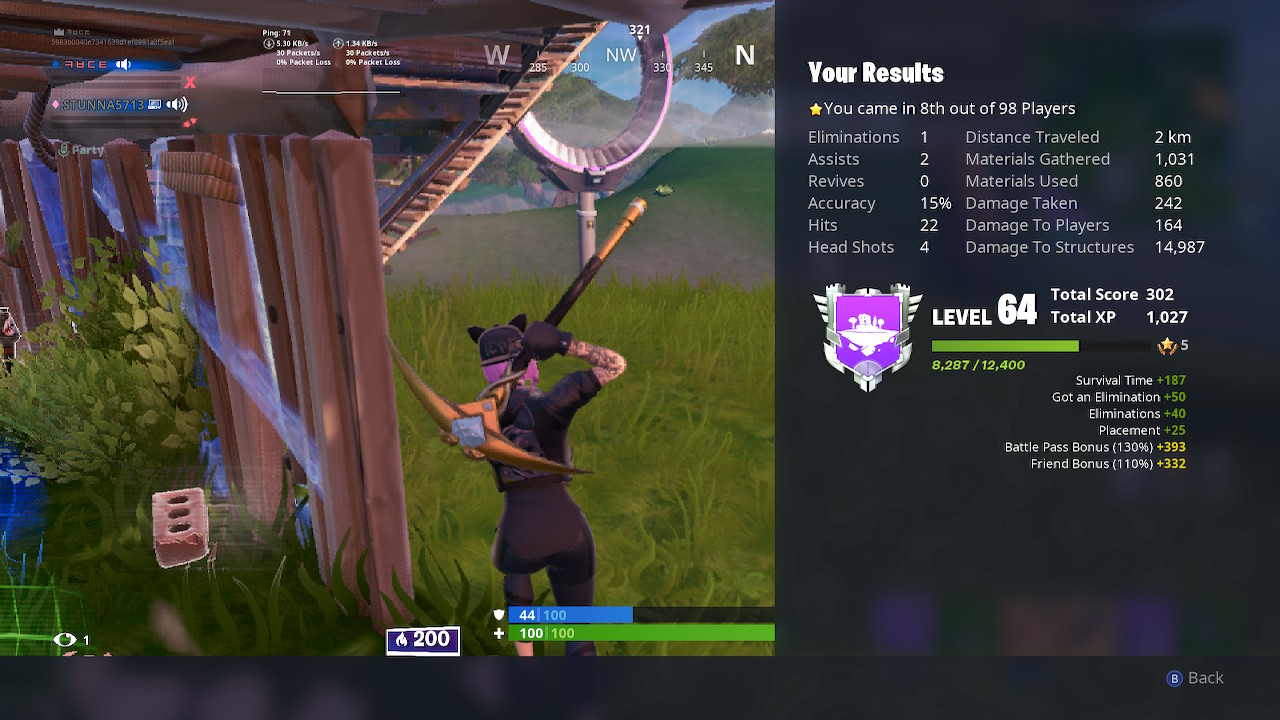 5983b0040e7341639d1ef0991a3f5ea1
STUNNA5713
Party
Ping: 71
5.30 KB/s 1.34 KB/s
30 Packets/s 30 Packets/s
0% Packet Loss 0% Packet Loss
321
W 285 300 NW 330 345 N
1
200
44 | 100
100 | 100
Your Results
You came in 8th out of 98 Players
Eliminations 1 Distance Traveled 2 km
Assists 2 Materials Gathered 1,031
Revives 0 Materials Used 860
Accuracy 15% Damage Taken 242
Hits 22 Damage To Players 164
Head Shots 4 Damage To Structures 14,987
LEVEL 64
Total Score 302
Total XP 1,027
5
8,287 / 12,400
Survival Time +187
Got an Elimination +50
Eliminations +40
Placement +25
Battle Pass Bonus (130%) +393
Friend Bonus (110%) +332
B Back